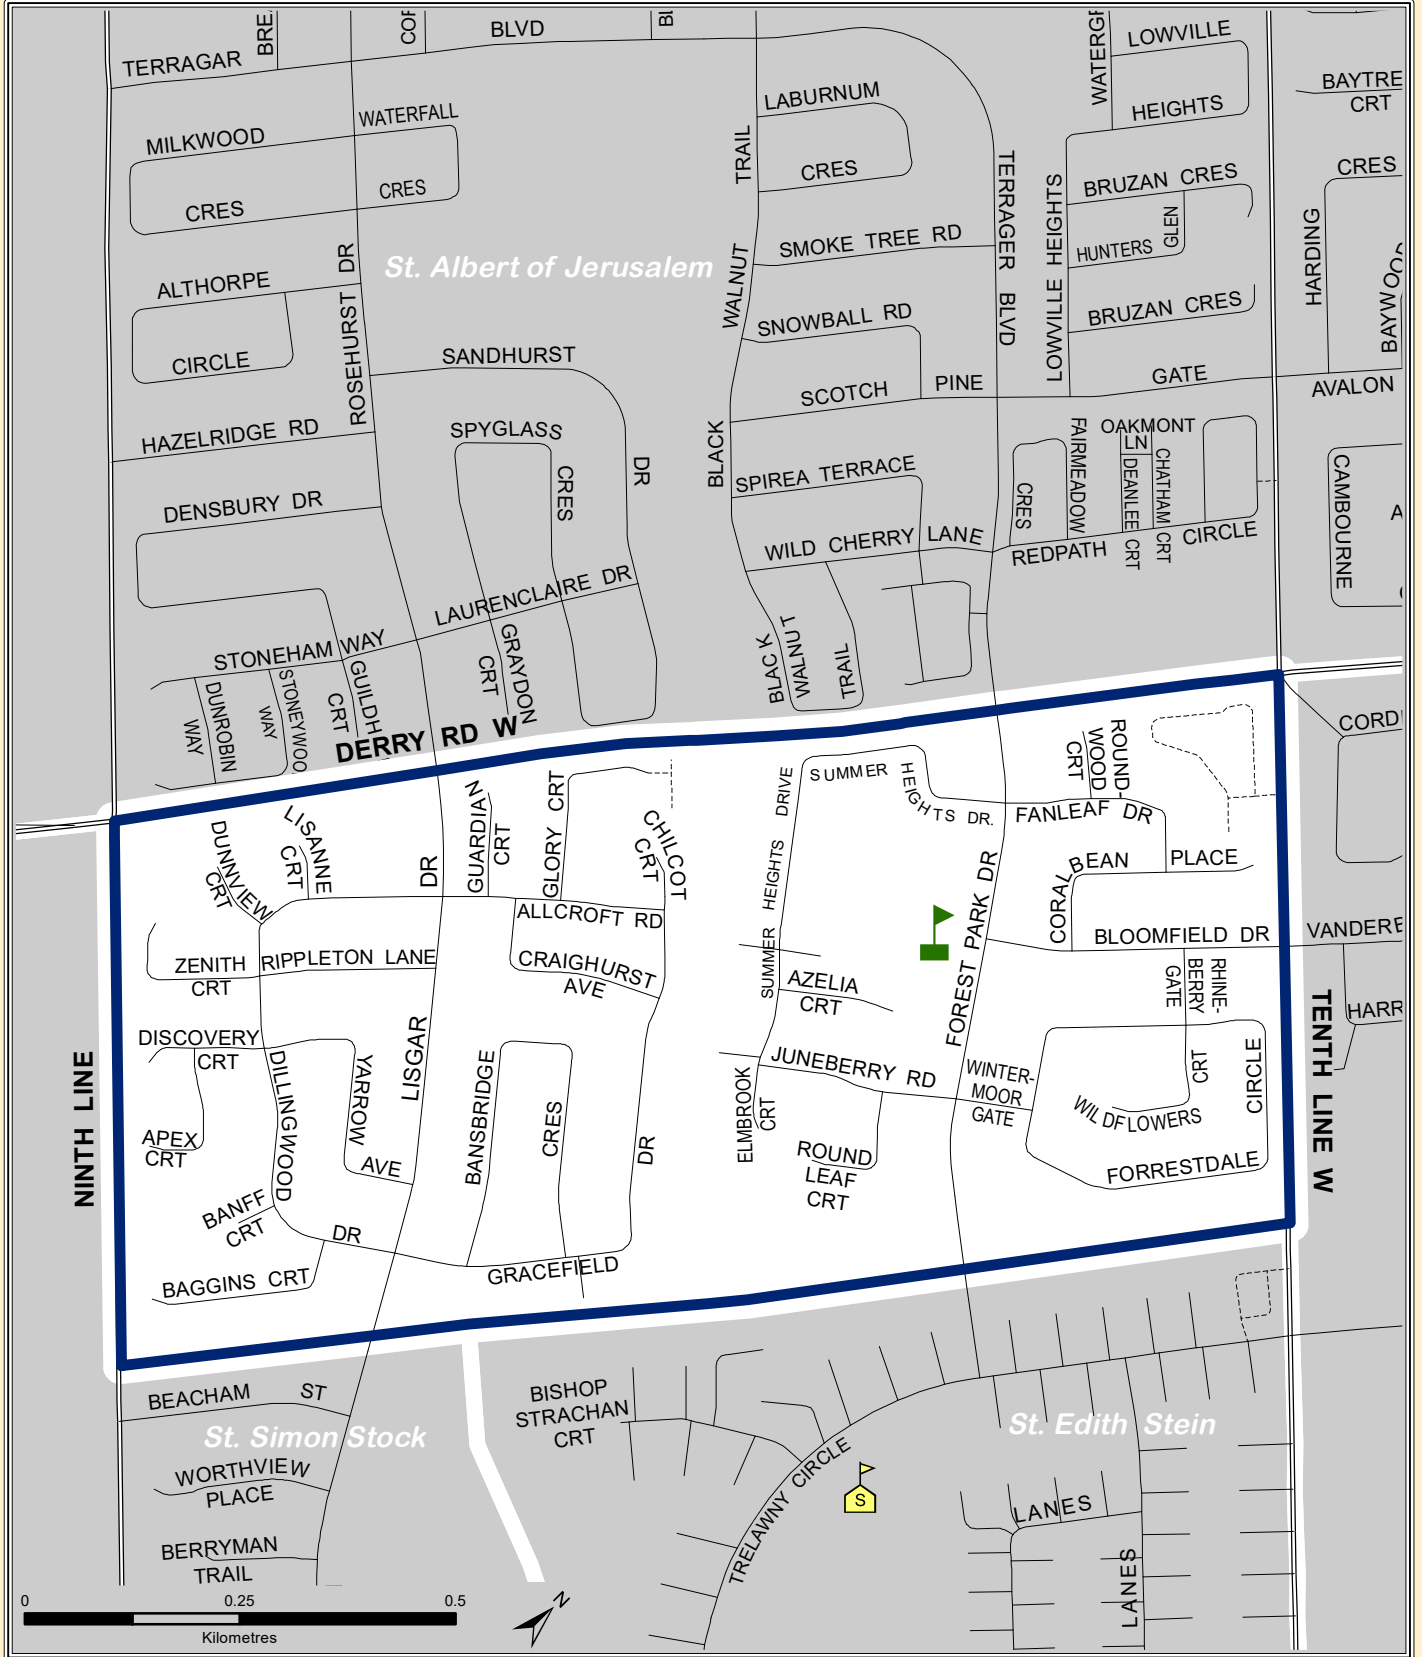 BRE
COF
BLVD
BL
WATERGF
LOWVILLE
TERRAGAR
BAYTRE
CRT
LABURNUM
HEIGHTS
WATERFALL
MILKWOOD
TRAIL
CRES
CRES
CRES
CRES
BRUZAN CRES
CRES
TERRAGER BLVD
LOWVILLE HEIGHTS
HUNTERS GLEN
HARDING
BAYWOO
SMOKE TREE RD
DR
St. Albert of Jerusalem
WALNUT
ALTHORPE
CIRCLE
ROSEHURST
SNOWBALL RD
BRUZAN CRES
SANDHURST
SCOTCH PINE GATE
AVALON
HAZELRIDGE RD
SPYGLASS
CRES
DR
BLACK
SPIREA TERRACE
CRES
FAIRMEADOW
OAKMONT
LN
DEANLEE CRT
CHATHAM CRT
CAMBOURNE
DENSBURY DR
WILD CHERRY LANE
REDPATH CIRCLE
LAURENCLAIRE DR
STONEHAM WAY
DUNROBIN
WAY
STONEYWOO
WAY
GUILDH
CRT
GRAYDON
CRT
BLACK
WALNUT
TRAIL
DERRY RD W
CORDI
ROUND-
WOOD
CRT
SUMMER
HEIGHTS DR.
FANLEAF DR
SUMMER HEIGHTS DRIVE
DUNNVIEW
CRT
LISANNE
CRT
GUARDIAN
CRT
GLORY CRT
CHILCOT
CRT
DR
CORAL BEAN PLACE
ALLCROFT RD
FOREST PARK DR
BLOOMFIELD DR
VANDERE
ZENITH
CRT
RIPPLETON LANE
CRAIGHURST
AVE
AZELIA
CRT
RHINE-
BERRY
GATE
HARR
DISCOVERY
CRT
LISGAR
YARROW
AVE
DILLINGWOOD
DR
BANSBRIDGE
CRES
DR
JUNEBERRY RD
ELMBROOK
CRT
WINTER-
MOOR
GATE
CRT
WILDFLOWERS
CIRCLE
NINTH LINE
TENTH LINE W
APEX
CRT
ROUND
LEAF
CRT
FORRESTDALE
BANFF
CRT
BAGGINS CRT
GRACEFIELD
BEACHAM ST
BISHOP
STRACHAN
CRT
St. Simon Stock
St. Edith Stein
WORTHVIEW
PLACE
TRELAWNY CIRCLE
S
LANES
LANES
BERRYMAN
TRAIL
N
0 0.25 0.5
Kilometres